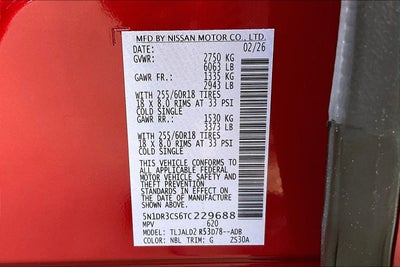 MFD BY NISSAN MOTOR CO., LTD.
DATE: 02/26
GVWR: 2750 KG
6063 LB
GAWR FR.: 1335 KG
2943 LB
WITH 255/60R18 TIRES
18 X 8.0 RIMS AT 33 PSI
COLD SINGLE
GAWR RR.: 1530 KG
3373 LB
WITH 255/60R18 TIRES
18 X 8.0 RIMS AT 33 PSI
COLD SINGLE
THIS VEHICLE CONFORMS TO
ALL APPLICABLE FEDERAL
MOTOR VEHICLE SAFETY
AND THEFT PREVENTION
STANDARDS IN EFFECT ON
THE DATE OF MANUFACTURE
SHOWN ABOVE.
5N1DR3CS6TC229688
MPV 620
MODEL: TLJALDZ R53D78--ADB
COLOR: NBL TRIM: G ZS30A